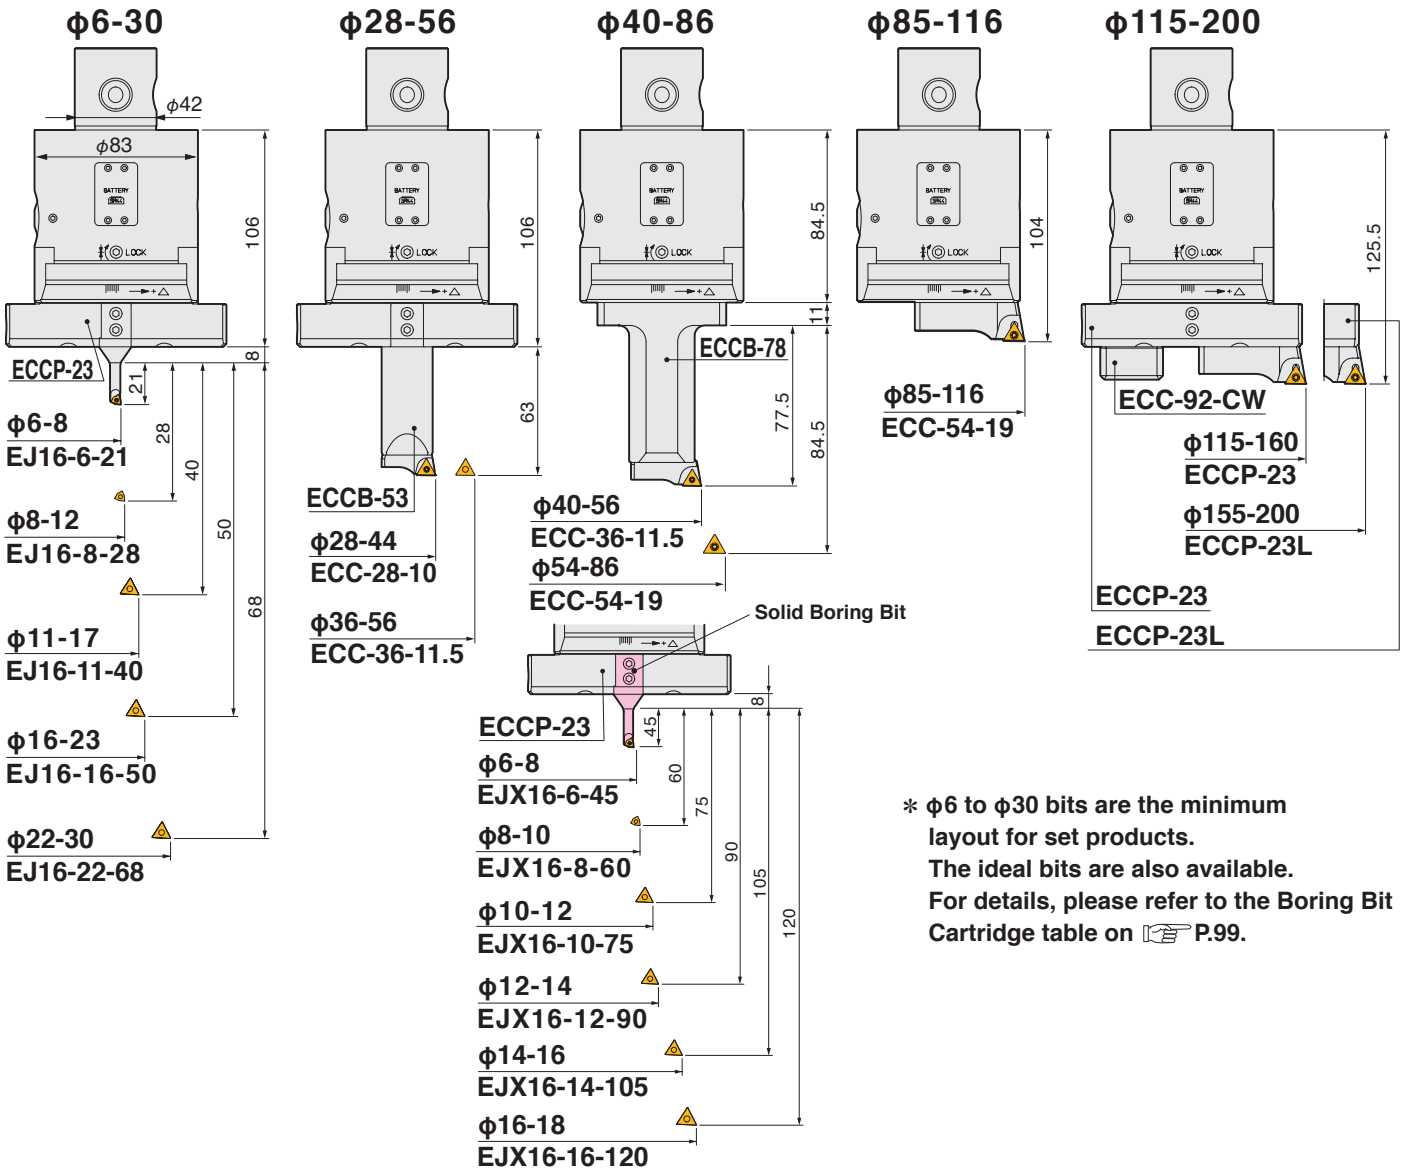 φ6-30
φ28-56
φ40-86
φ85-116
φ115-200
φ42
φ83
BATTERY
LOCK
+
106
8
ECCP-23
21
28
40
50
68
φ6-8
EJ16-6-21
φ8-12
EJ16-8-28
φ11-17
EJ16-11-40
φ16-23
EJ16-16-50
φ22-30
EJ16-22-68
BATTERY
LOCK
+
106
63
ECCB-53
φ28-44
ECC-28-10
φ36-56
ECC-36-11.5
BATTERY
LOCK
+
84.5
11
ECCB-78
77.5
84.5
φ40-56
ECC-36-11.5
φ54-86
ECC-54-19
BATTERY
LOCK
+
104
φ85-116
ECC-54-19
BATTERY
LOCK
+
125.5
ECC-92-CW
φ115-160
ECCP-23
φ155-200
ECCP-23L
ECCP-23
ECCP-23L
Solid Boring Bit
+
8
ECCP-23
45
60
75
90
105
120
φ6-8
EJX16-6-45
φ8-10
EJX16-8-60
φ10-12
EJX16-10-75
φ12-14
EJX16-12-90
φ14-16
EJX16-14-105
φ16-18
EJX16-16-120
* φ6 to φ30 bits are the minimum
layout for set products.
The ideal bits are also available.
For details, please refer to the Boring Bit
Cartridge table on ☞ P.99.